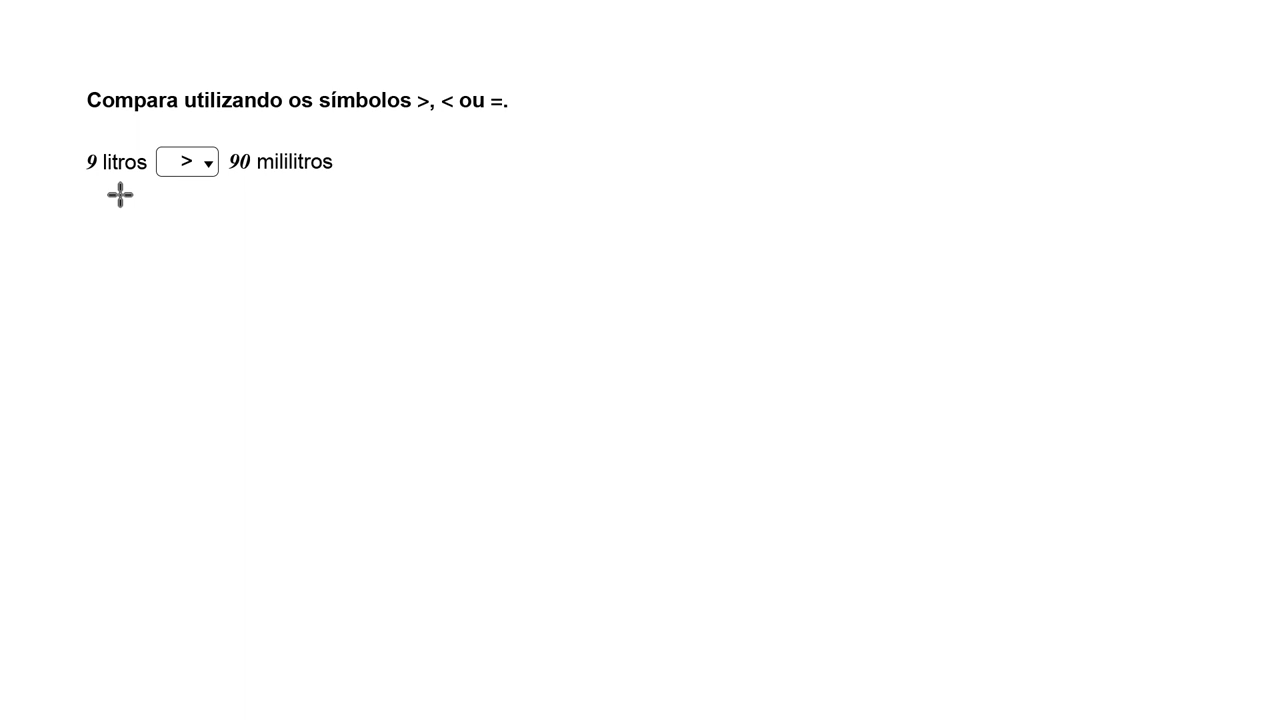 Compara utilizando os símbolos >, < ou =.
9 litros > 90 mililitros